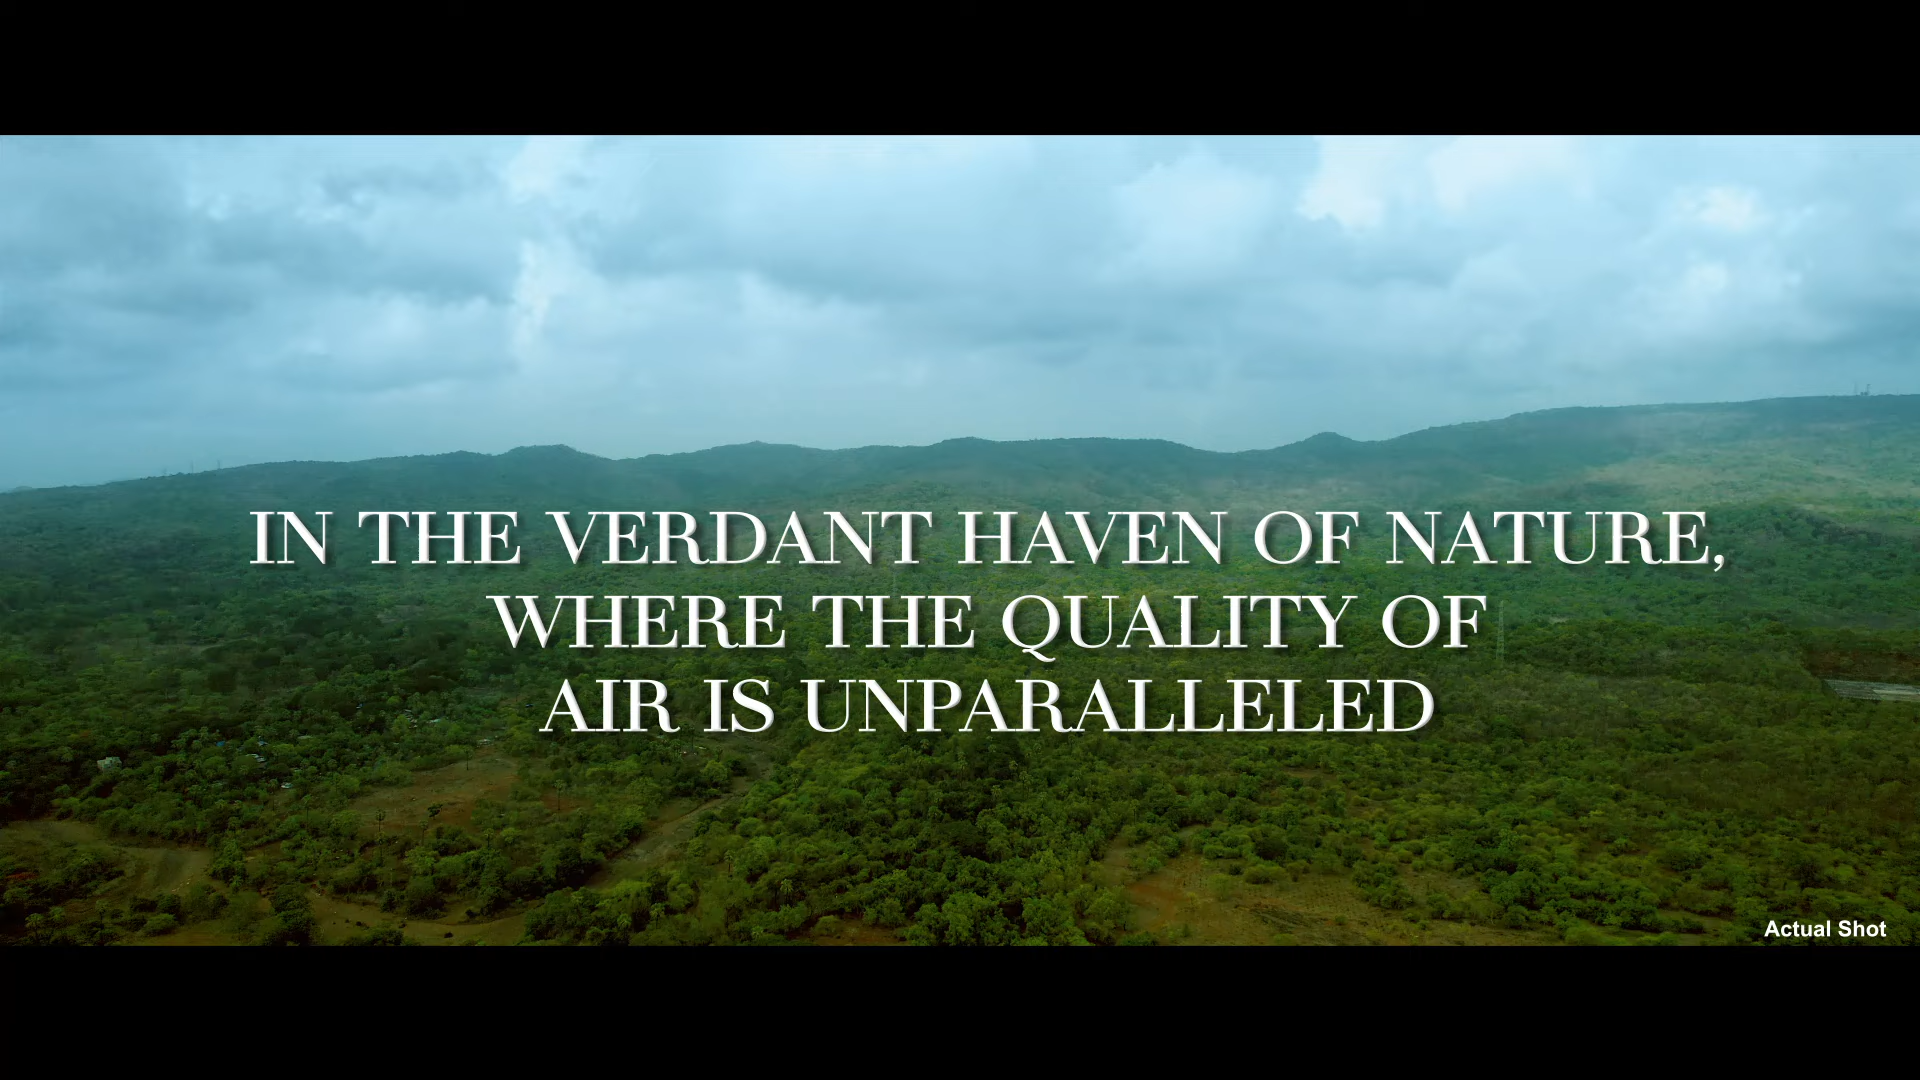 IN THE VERDANT HAVEN OF NATURE,
WHERE THE QUALITY OF
AIR IS UNPARALLELED
Actual Shot